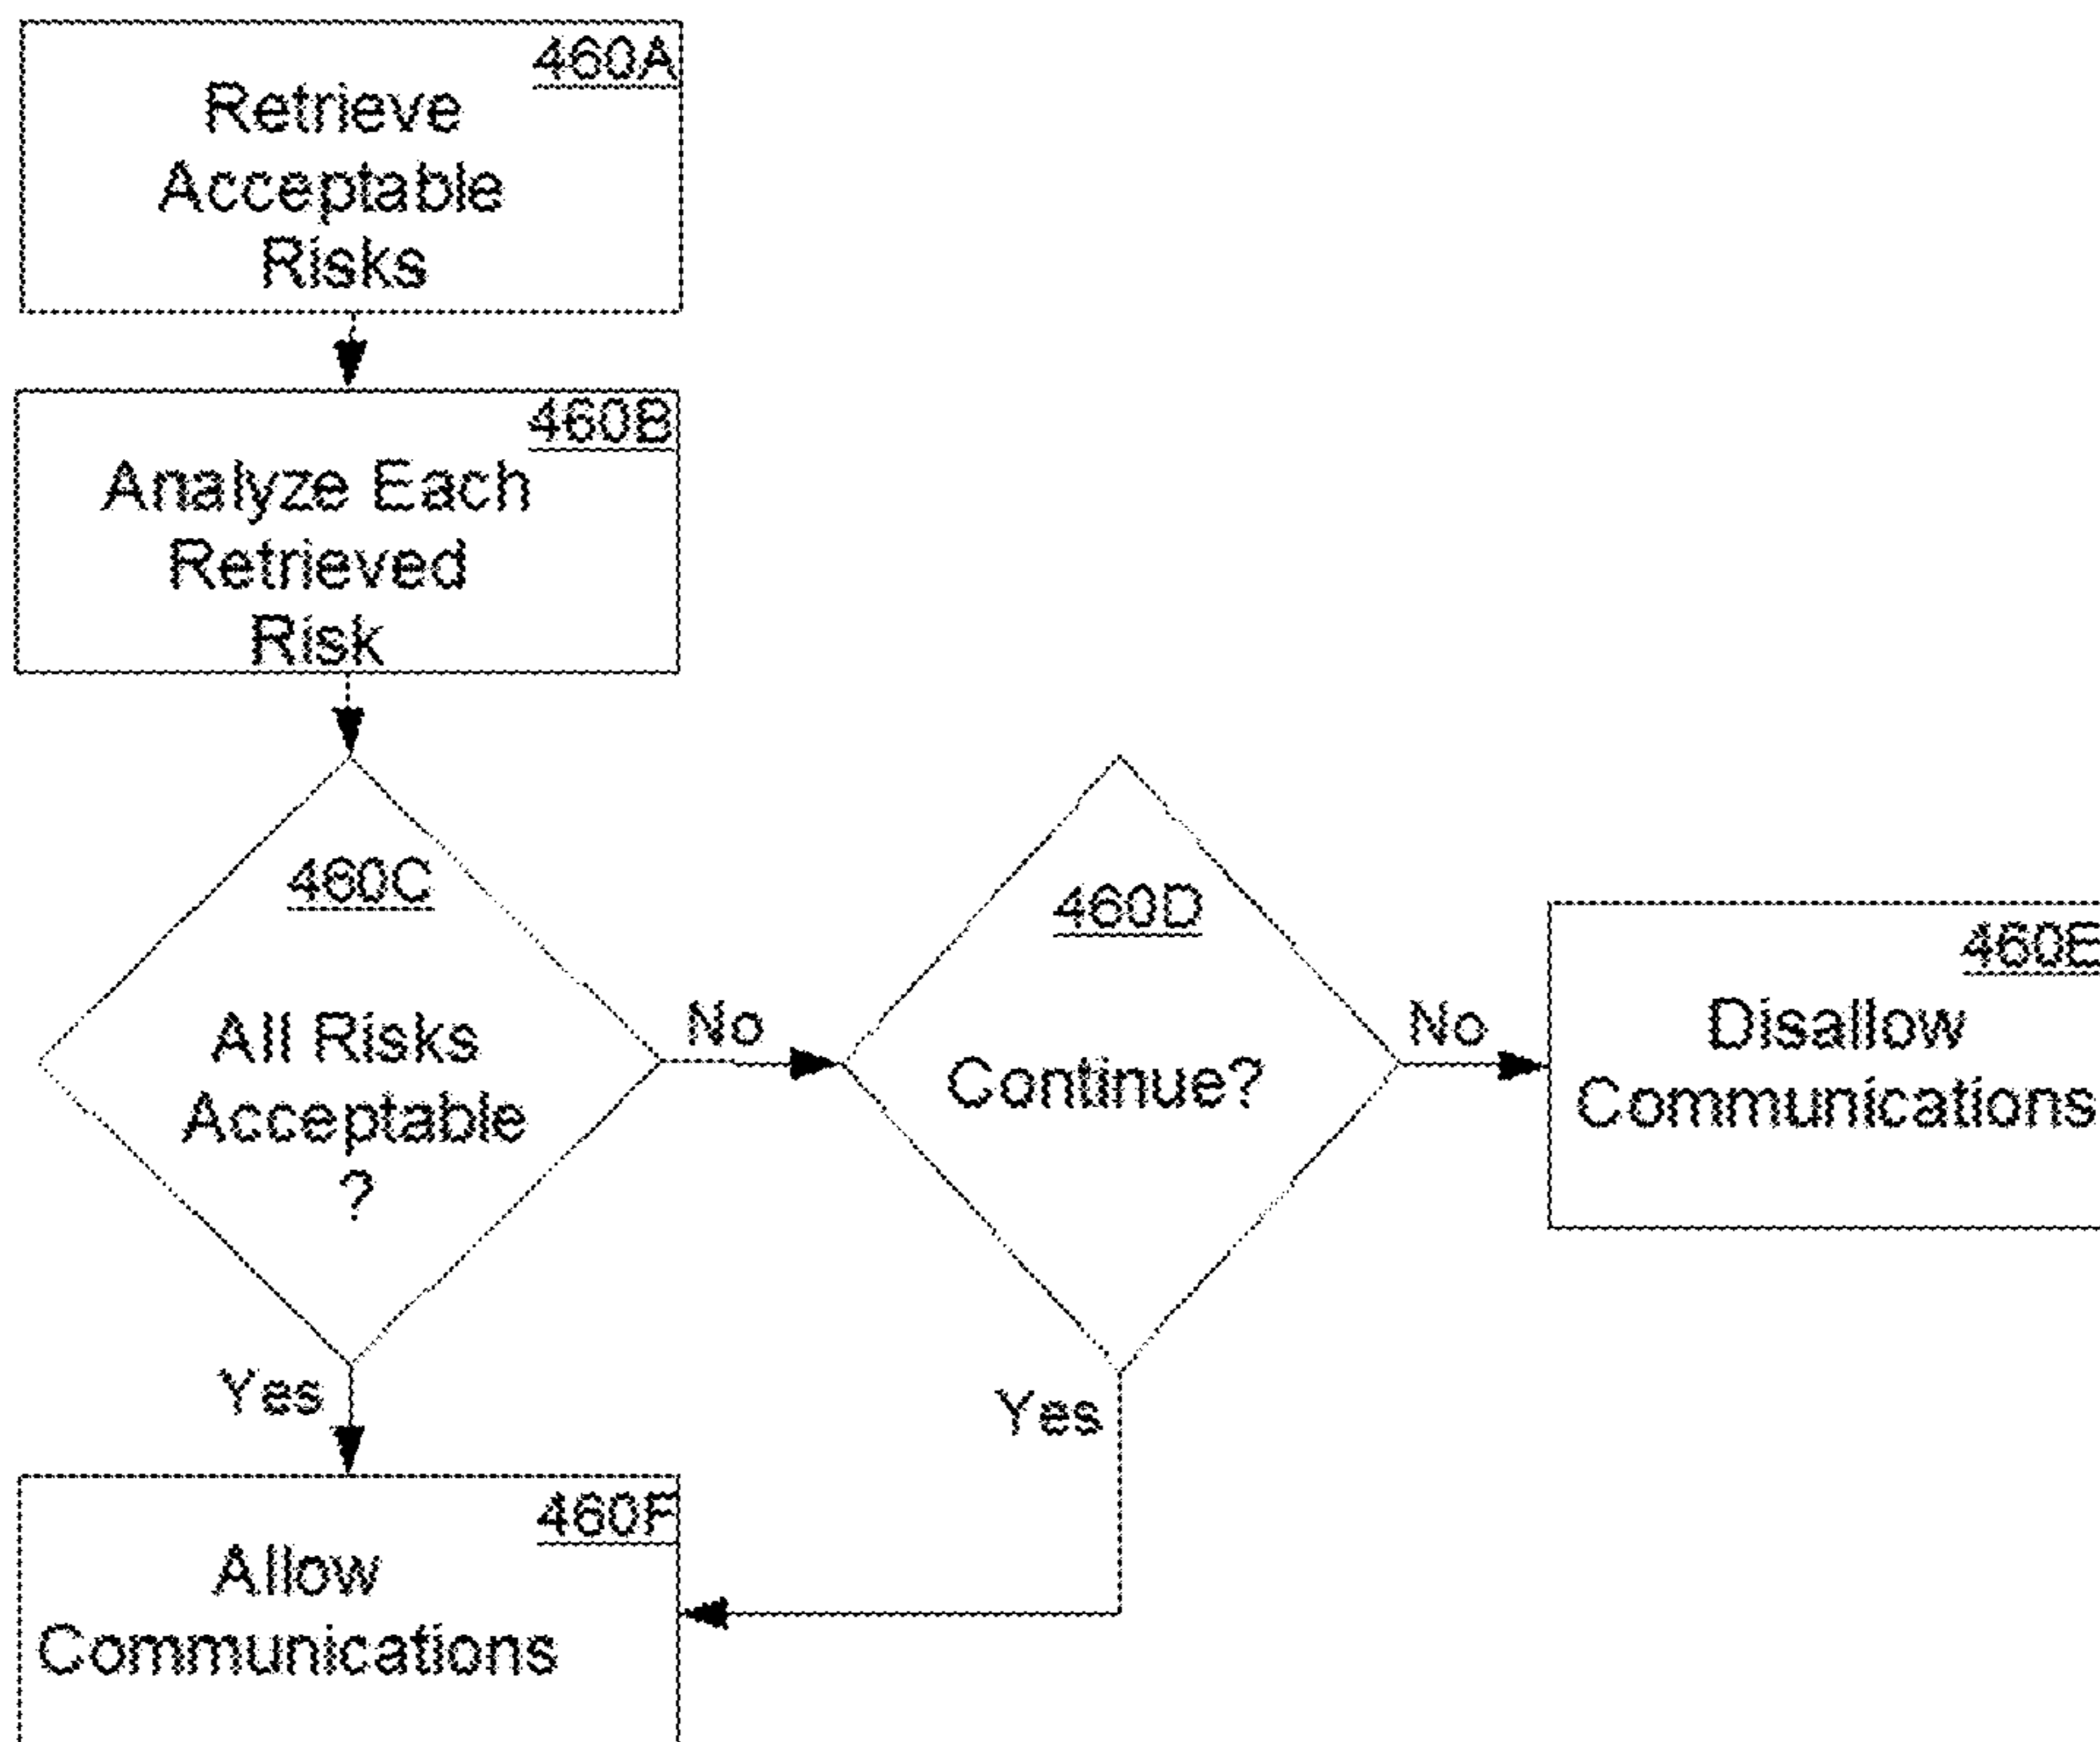 460A
Retrieve
Acceptable
Risks
460B
Analyze Each
Retrieved
Risk
460C
All Risks
Acceptable
?
No
460D
Continue?
No
460E
Disallow
Communications
Yes
Yes
460F
Allow
Communications